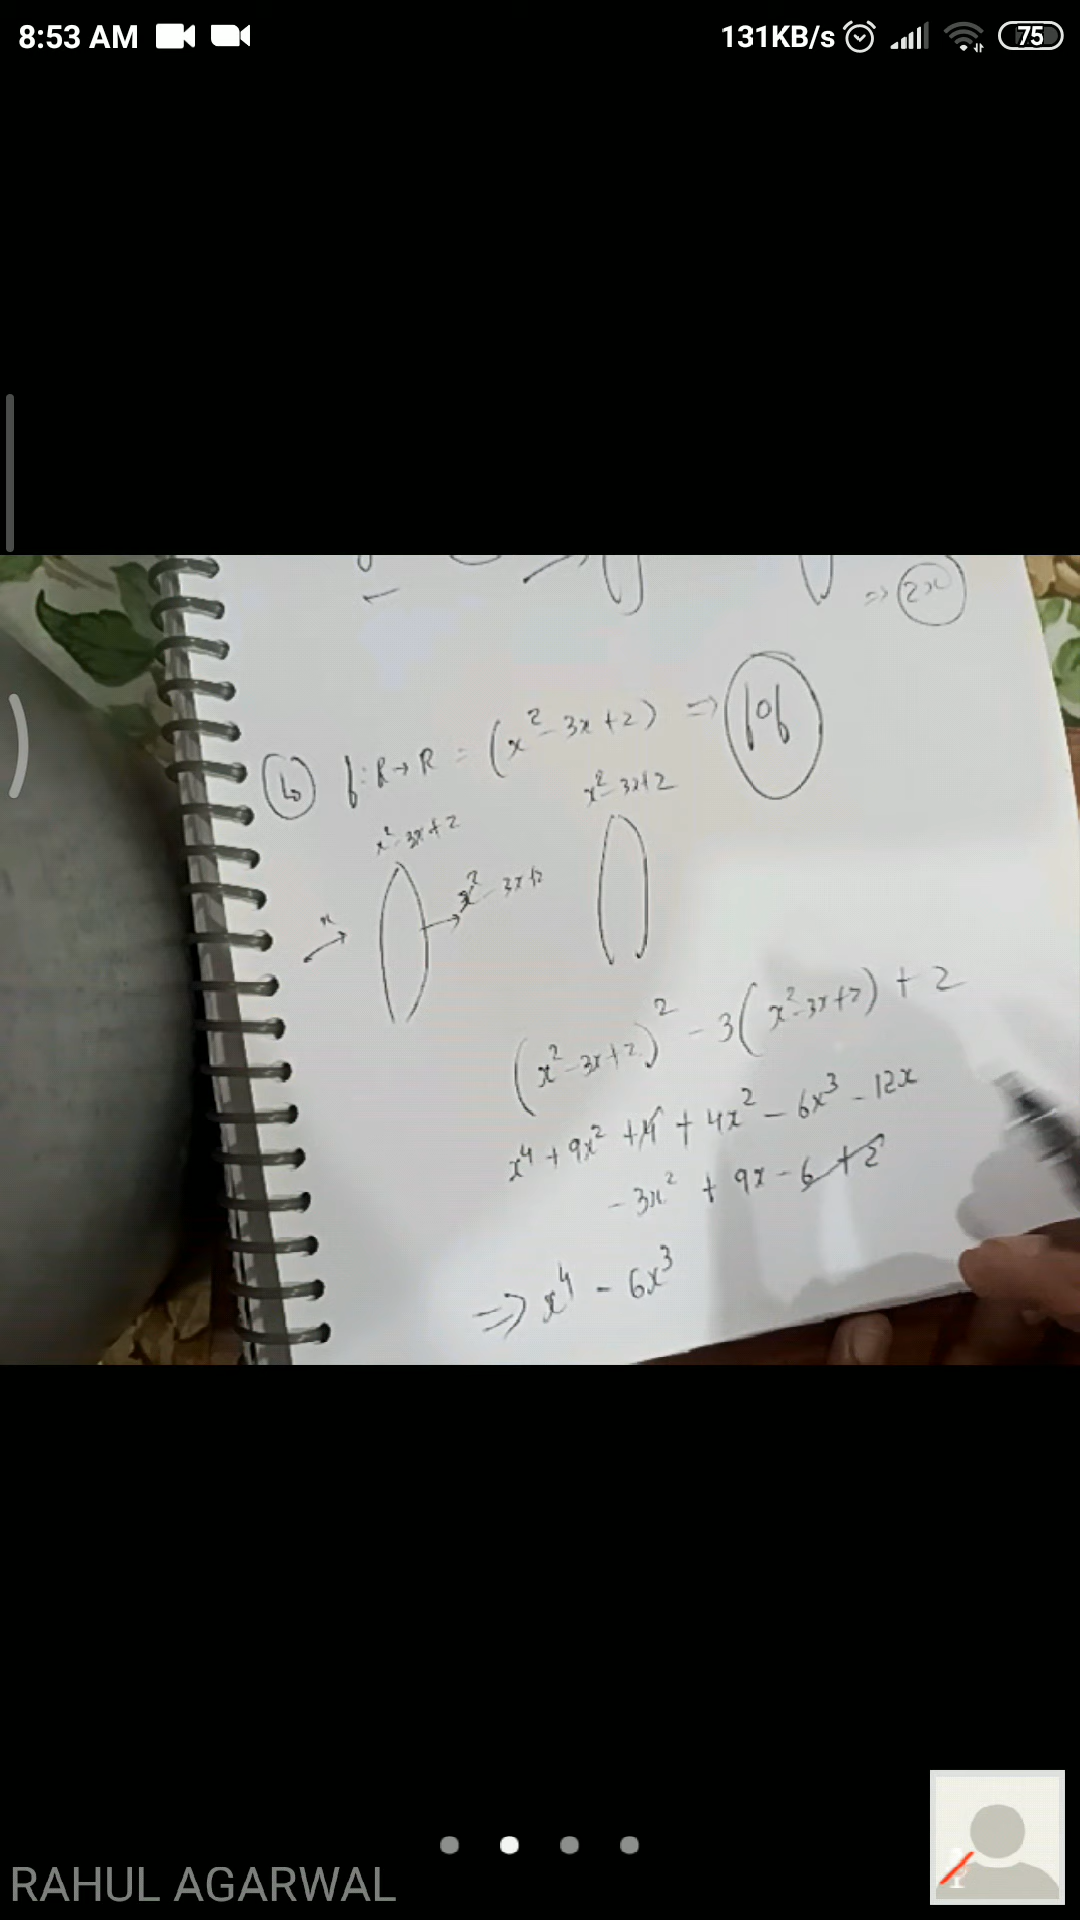 8:53 AM 131KB/s 75
⇒ 2x
6 f: R→R = (x² - 3x + 2) ⇒ fof
x² - 3x + 2 x² - 3x + 2
x x² - 3x + 2
(x² - 3x + 2)² - 3(x² - 3x + 2) + 2
x⁴ + 9x² + 4 + 4x² - 6x³ - 12x
- 3x² + 9x - 6 + 2
⇒ x⁴ - 6x³
RAHUL AGARWAL